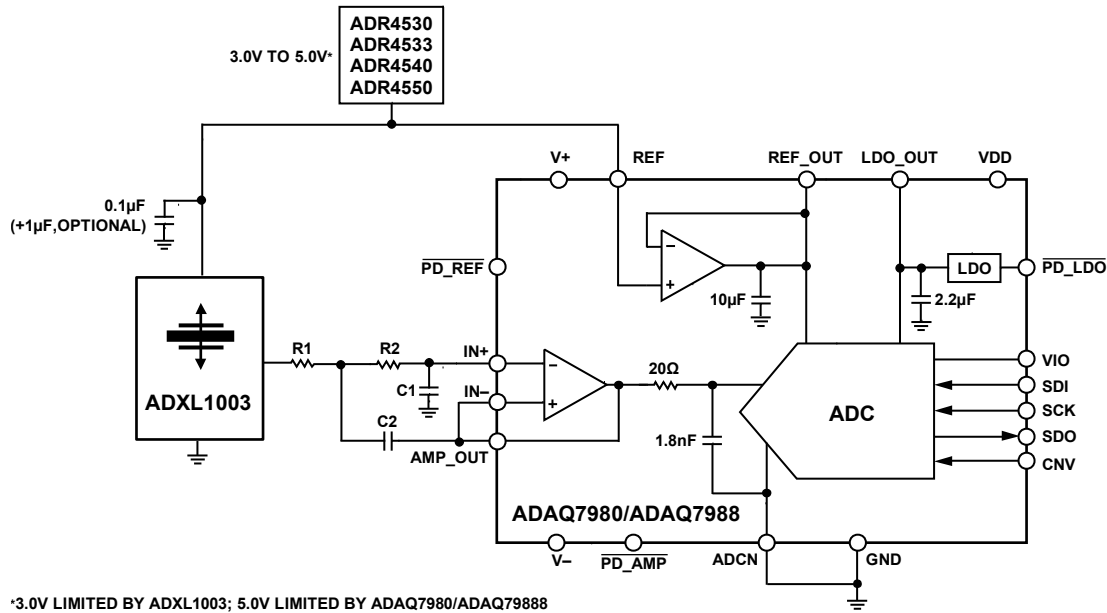 ADR4530
ADR4533
ADR4540
ADR4550
3.0V TO 5.0V*
V+
REF
REF_OUT
LDO_OUT
VDD
0.1µF
(+1µF,OPTIONAL)
PD_REF
LDO
PD_LDO
10µF
2.2µF
ADXL1003
R1
R2
C1
C2
IN+
IN–
AMP_OUT
20Ω
1.8nF
ADC
VIO
SDI
SCK
SDO
CNV
ADAQ7980/ADAQ7988
V–
PD_AMP
ADCN
GND
–
+
–
+
*3.0V LIMITED BY ADXL1003; 5.0V LIMITED BY ADAQ7980/ADAQ79888